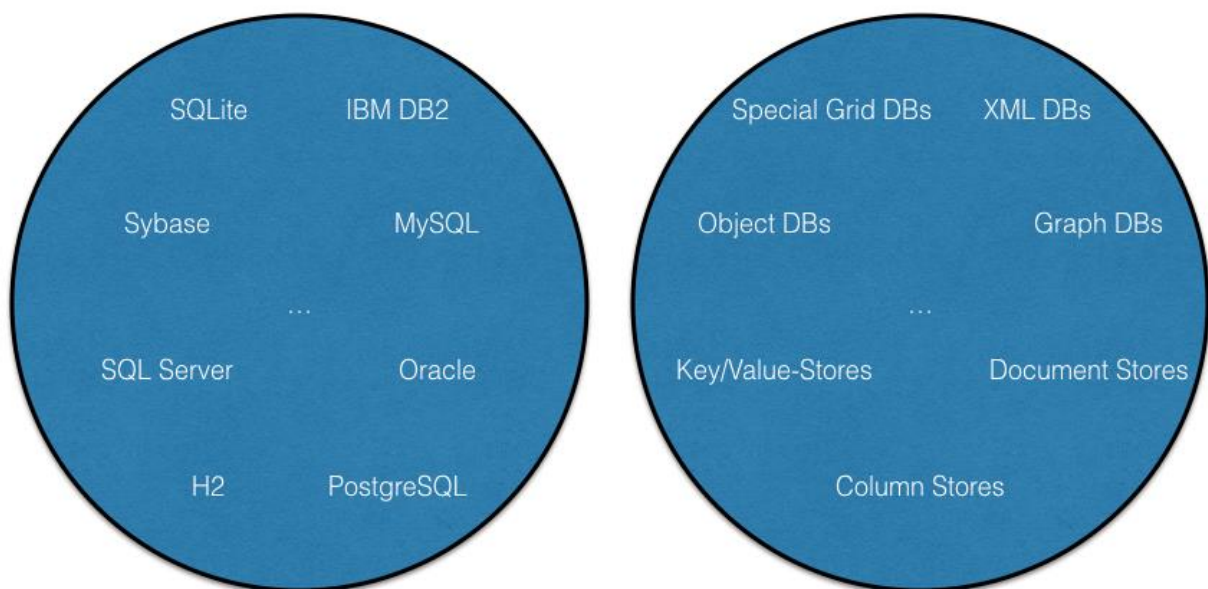 SQLite IBM DB2
Sybase MySQL
...
SQL Server Oracle
H2 PostgreSQL
Special Grid DBs XML DBs
Object DBs Graph DBs
...
Key/Value-Stores Document Stores
Column Stores